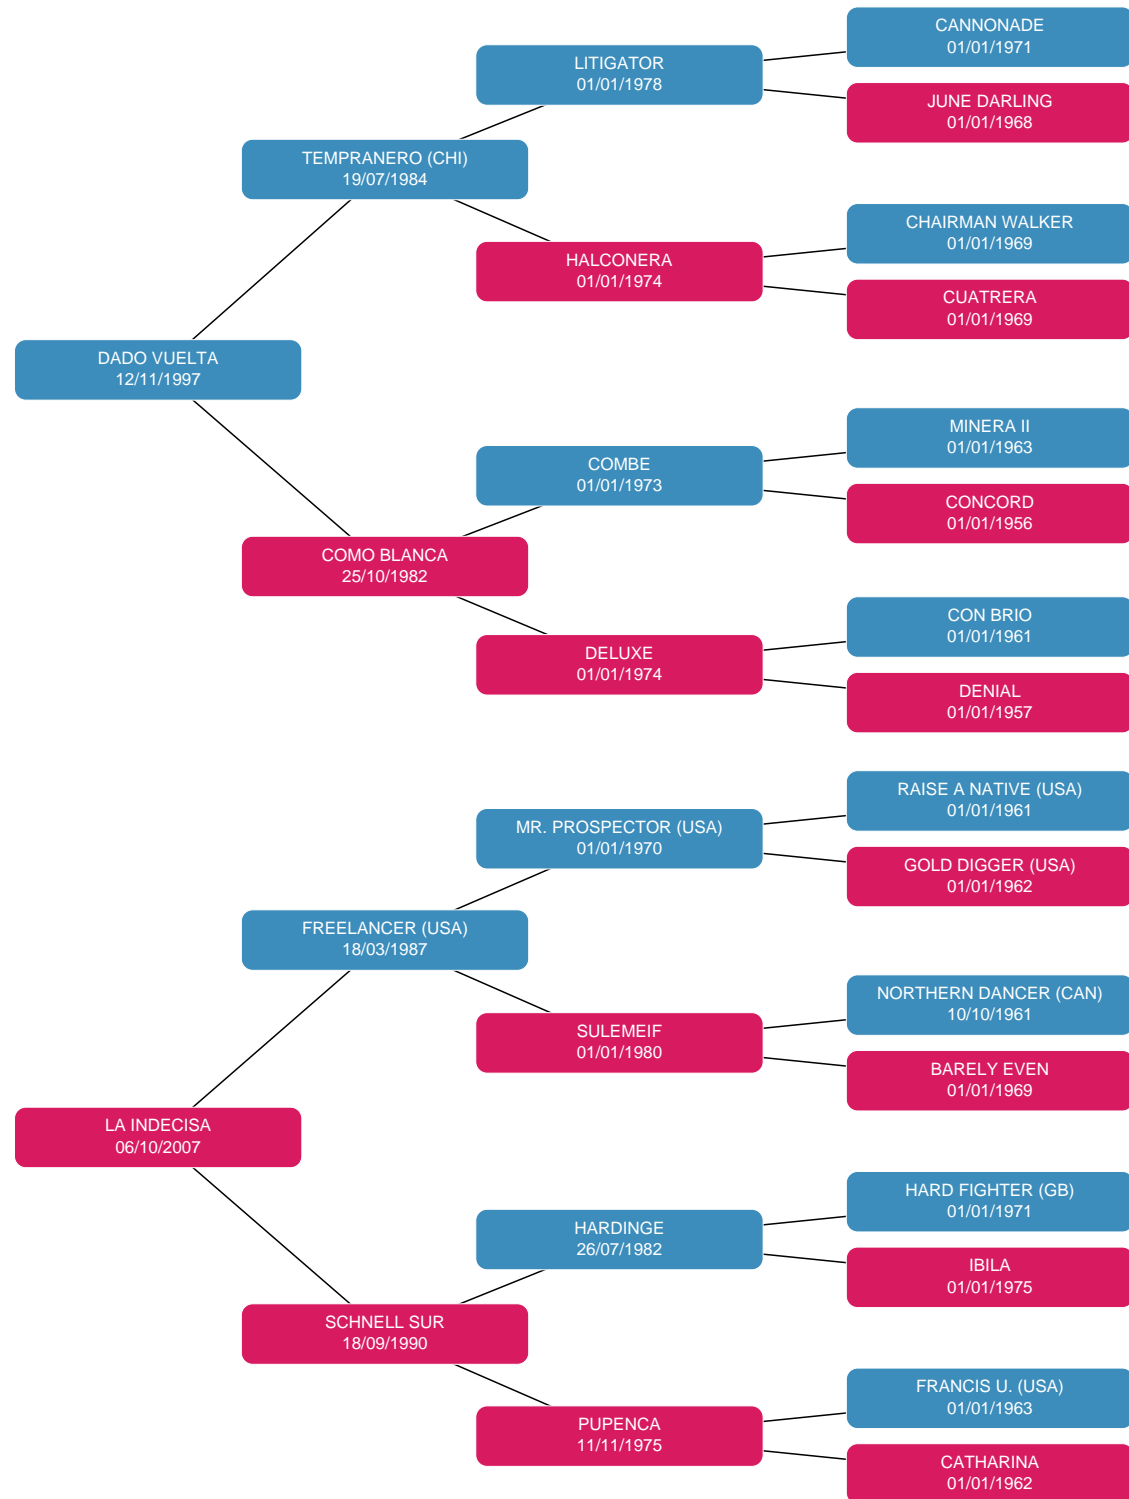 CANNONADE
01/01/1971
LITIGATOR
01/01/1978
JUNE DARLING
01/01/1968
TEMPRANERO (CHI)
19/07/1984
CHAIRMAN WALKER
01/01/1969
HALCONERA
01/01/1974
CUATRERA
01/01/1969
DADO VUELTA
12/11/1997
MINERA II
01/01/1963
COMBE
01/01/1973
CONCORD
01/01/1956
COMO BLANCA
25/10/1982
CON BRIO
01/01/1961
DELUXE
01/01/1974
DENIAL
01/01/1957
RAISE A NATIVE (USA)
01/01/1961
MR. PROSPECTOR (USA)
01/01/1970
GOLD DIGGER (USA)
01/01/1962
FREELANCER (USA)
18/03/1987
NORTHERN DANCER (CAN)
10/10/1961
SULEMEIF
01/01/1980
BARELY EVEN
01/01/1969
LA INDECISA
06/10/2007
HARD FIGHTER (GB)
01/01/1971
HARDINGE
26/07/1982
IBILA
01/01/1975
SCHNELL SUR
18/09/1990
FRANCIS U. (USA)
01/01/1963
PUPENCA
11/11/1975
CATHARINA
01/01/1962